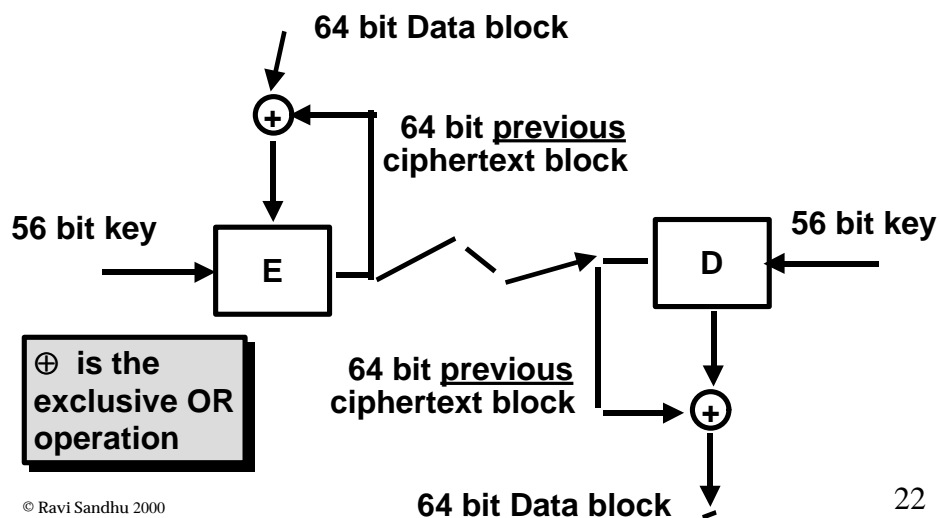 64 bit Data block
+
64 bit previous
ciphertext block
56 bit key
56 bit key
E
D
⊕ is the
exclusive OR
operation
64 bit previous
ciphertext block
+
© Ravi Sandhu 2000
64 bit Data block
22